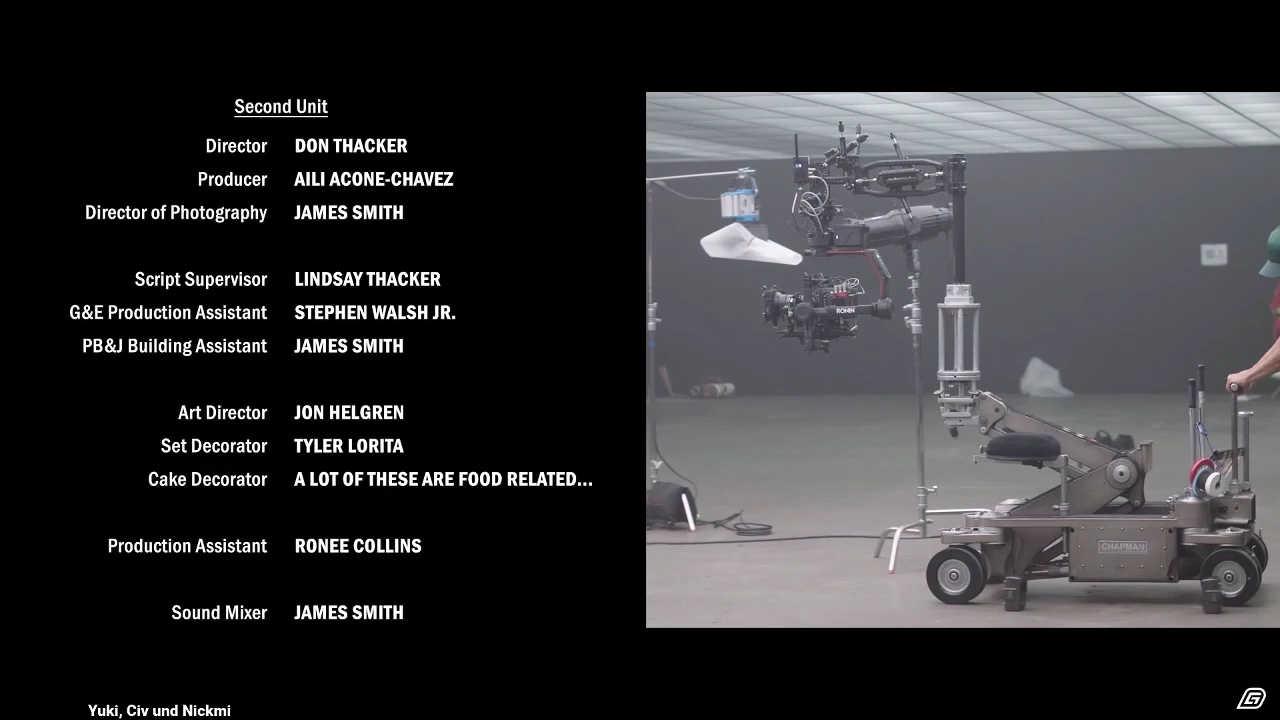 Second Unit
Director DON THACKER
Producer AILI ACONE-CHAVEZ
Director of Photography JAMES SMITH
Script Supervisor LINDSAY THACKER
G&E Production Assistant STEPHEN WALSH JR.
PB&J Building Assistant JAMES SMITH
Art Director JON HELGREN
Set Decorator TYLER LORITA
Cake Decorator A LOT OF THESE ARE FOOD RELATED...
Production Assistant RONEE COLLINS
Sound Mixer JAMES SMITH
RONIN
CHAPMAN
Yuki, Civ und Nickmi